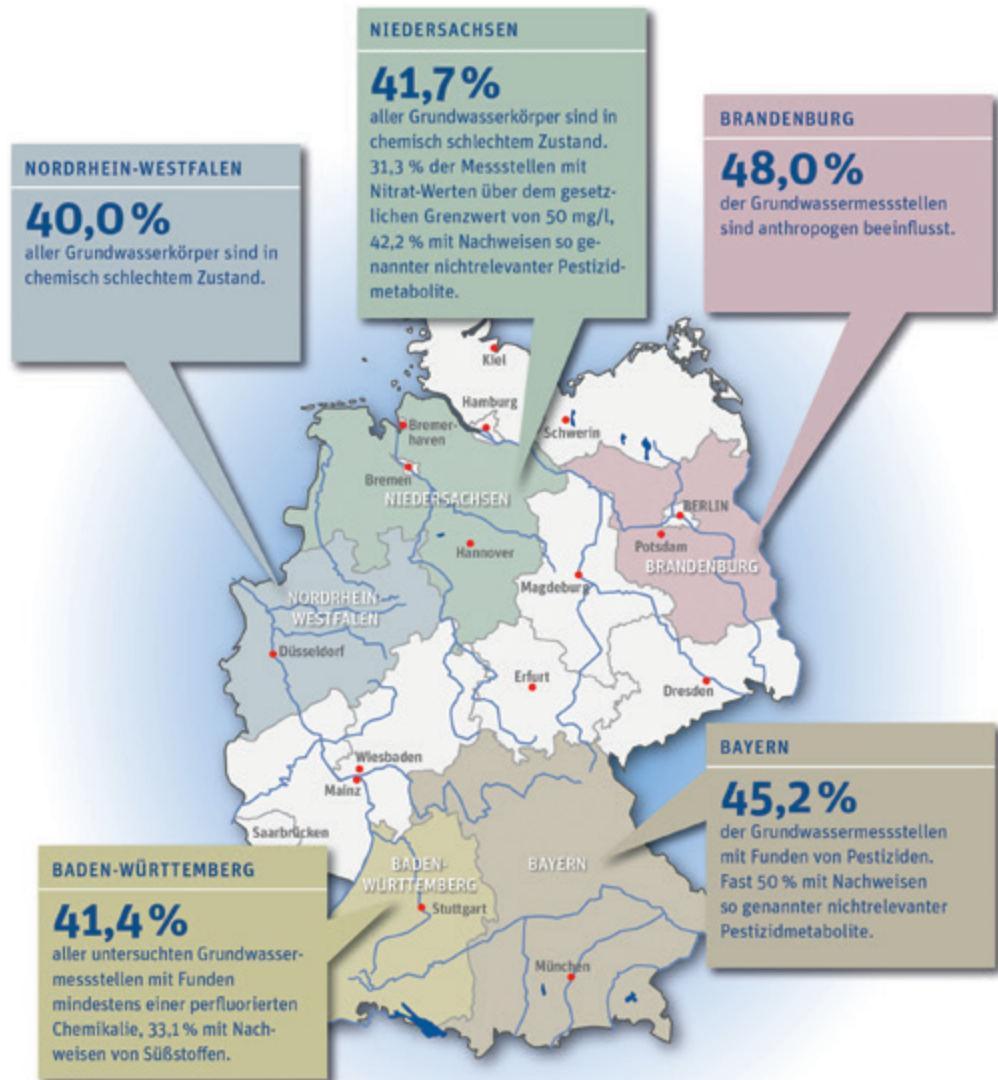 NIEDERSACHSEN
41,7%
aller Grundwasserkörper sind in
chemisch schlechtem Zustand.
31,3 % der Messstellen mit
Nitrat-Werten über dem gesetz-
lichen Grenzwert von 50 mg/l,
42,2 % mit Nachweisen so ge-
nannter nichtrelevanter Pestizid-
metabolite.
BRANDENBURG
48,0%
der Grundwassermessstellen
sind anthropogen beeinflusst.
NORDRHEIN-WESTFALEN
40,0%
aller Grundwasserkörper sind in
chemisch schlechtem Zustand.
Kiel
Hamburg
Schwerin
Bremer-
haven
Bremen
NIEDERSACHSEN
BERLIN
Hannover
Potsdam
BRANDENBURG
Magdeburg
NORDRHEIN-
WESTFALEN
Düsseldorf
Erfurt
Dresden
Wiesbaden
Mainz
Saarbrücken
BADEN-
WÜRTTEMBERG
BAYERN
Stuttgart
München
BAYERN
45,2%
der Grundwassermessstellen
mit Funden von Pestiziden.
Fast 50 % mit Nachweisen
so genannter nichtrelevanter
Pestizidmetabolite.
BADEN-WÜRTTEMBERG
41,4%
aller untersuchten Grundwasser-
messstellen mit Funden
mindestens einer perfluorierten
Chemikalie, 33,1 % mit Nach-
weisen von Süßstoffen.